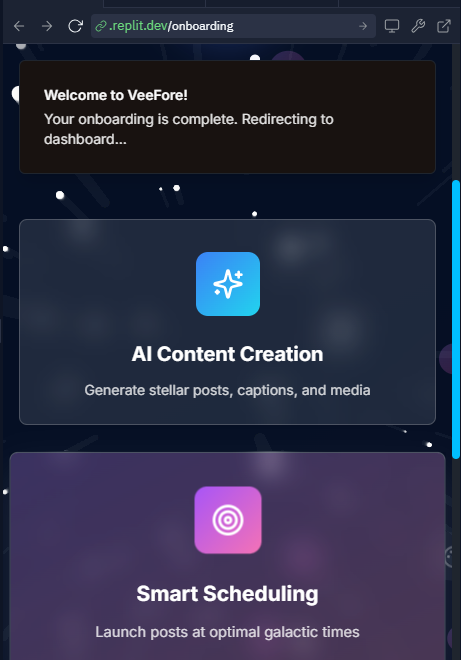 .replit.dev/onboarding
Welcome to VeeFore!
Your onboarding is complete. Redirecting to
dashboard...
AI Content Creation
Generate stellar posts, captions, and media
Smart Scheduling
Launch posts at optimal galactic times